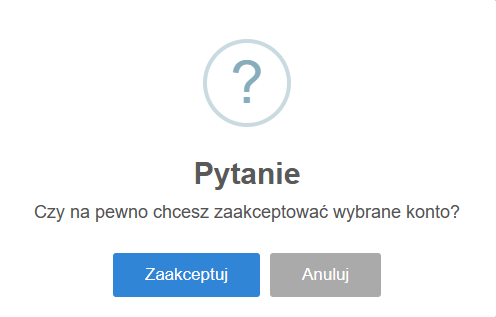 ?
Pytanie
Czy na pewno chcesz zaakceptować wybrane konto?
Zaakceptuj Anuluj